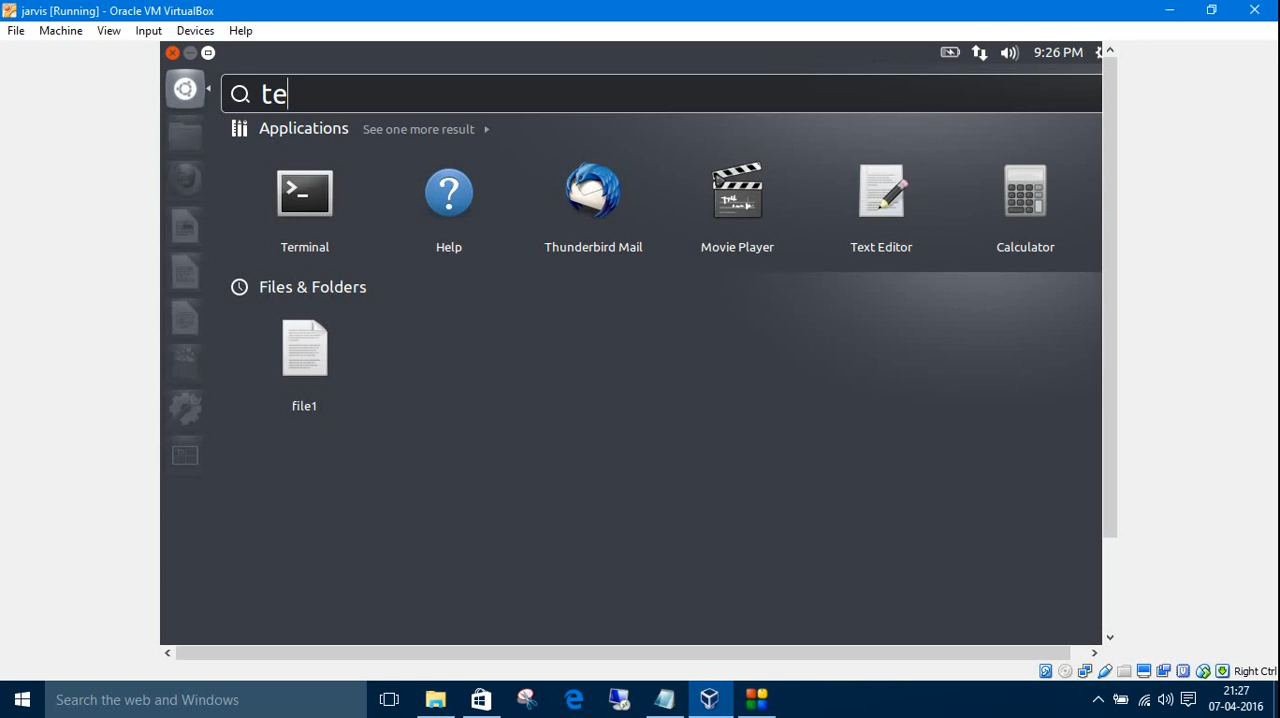 jarvis [Running] - Oracle VM VirtualBox
File Machine View Input Devices Help
9:26 PM
te
Applications See one more result
Terminal Help Thunderbird Mail Movie Player Text Editor Calculator
Files & Folders
file1
Right Ctrl
Search the web and Windows
21:27
07-04-2016